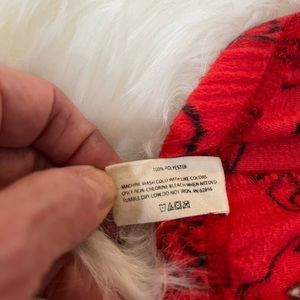 100% POLYESTER
MACHINE WASH COLD WITH LIKE COLORS.
ONLY NON-CHLORINE BLEACH WHEN NEEDED
TUMBLE DRY LOW. DO NOT IRON.